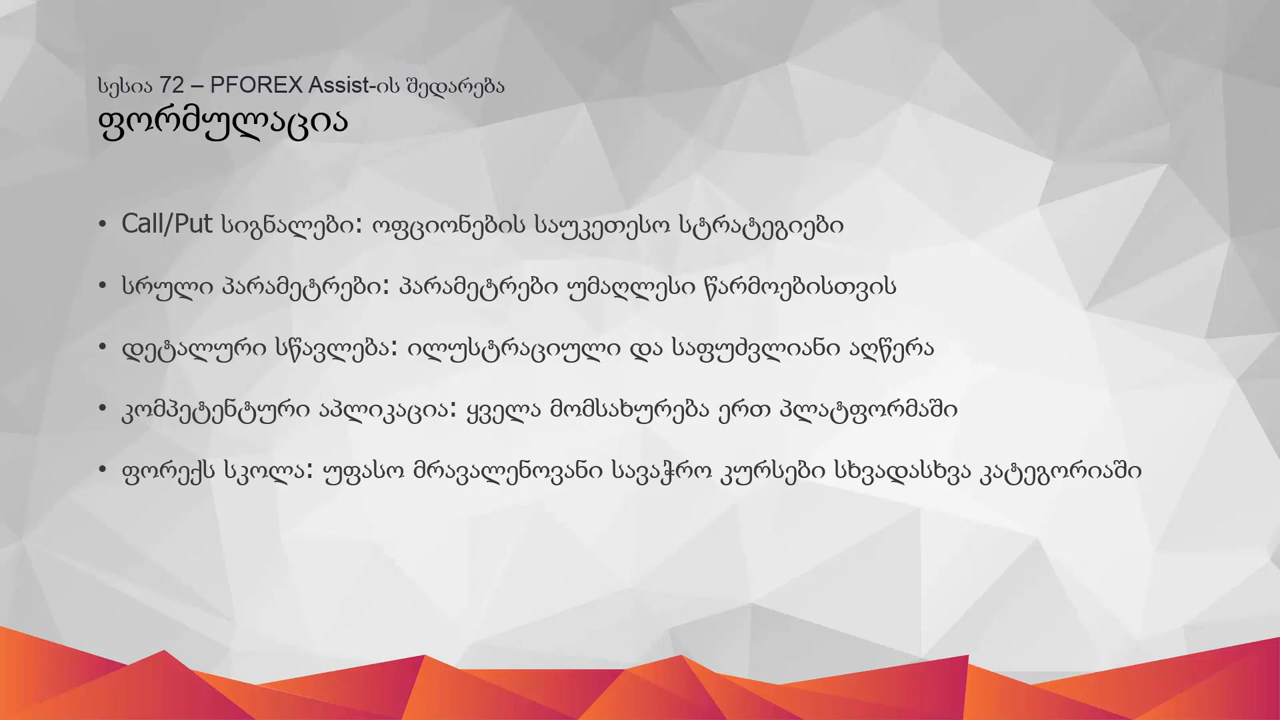 სესია 72 – PFOREX Assist-ის შედარება
ფორმულაცია
• Call/Put სიგნალები: ოფციონების საუკეთესო სტრატეგიები
• სრული პარამეტრები: პარამეტრები უმაღლესი წარმოებისთვის
• დეტალური სწავლება: ილუსტრაციული და საფუძვლიანი აღწერა
• კომპეტენტური აპლიკაცია: ყველა მომსახურება ერთ პლატფორმაში
• ფორექს სკოლა: უფასო მრავალენოვანი სავაჭრო კურსები სხვადასხვა კატეგორიაში